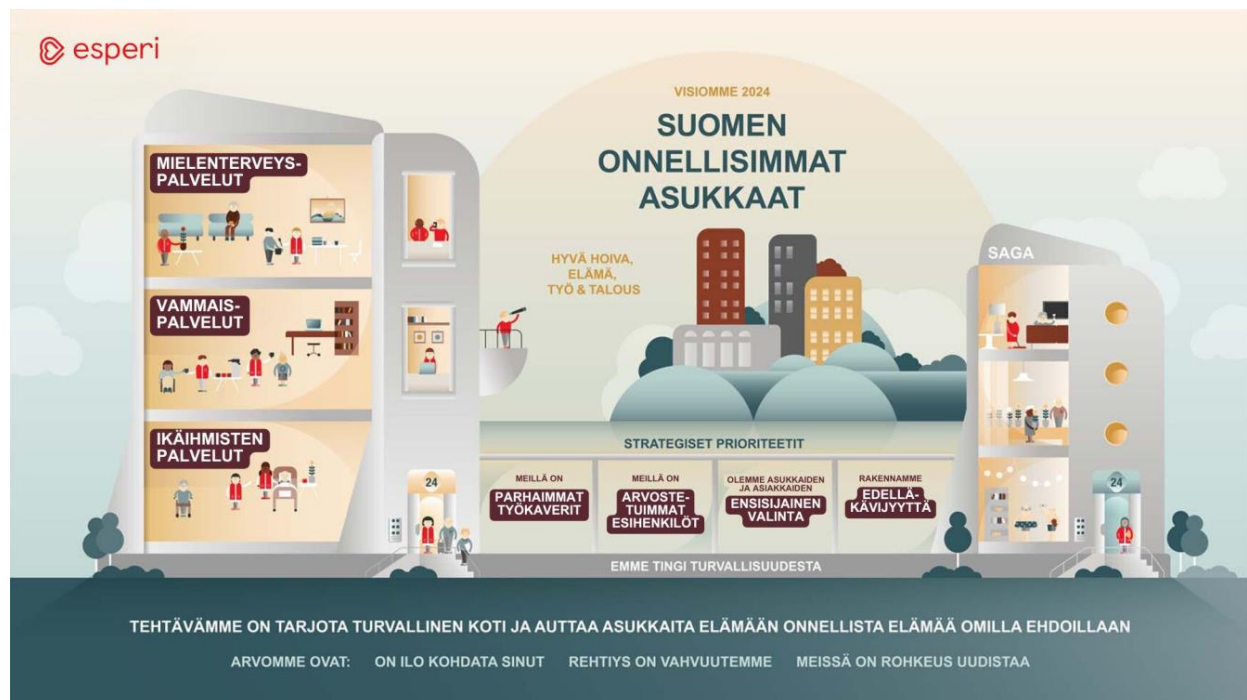 esperi
VISIOMME 2024
SUOMEN
ONNELLISIMMAT
ASUKKAAT
HYVÄ HOIVA,
ELÄMÄ,
TYÖ & TALOUS
MIELENTERVEYS-
PALVELUT
VAMMAIS-
PALVELUT
IKÄIHMISTEN
PALVELUT
24
SAGA
24
STRATEGISET PRIORITEETIT
MEILLÄ ON
PARHAIMMAT
TYÖKAVERIT
MEILLÄ ON
ARVOSTE-
TUIMMAT
ESIHENKILÖT
OLEMME ASUKKAIDEN
JA ASIAKKAIDEN
ENSISIJAINEN
VALINTA
RAKENNAMME
EDELLÄ-
KÄVIJYYTTÄ
EMME TINGI TURVALLISUUDESTA
TEHTÄVÄMME ON TARJOTA TURVALLINEN KOTI JA AUTTAA ASUKKAITA ELÄMÄÄN ONNELLISTA ELÄMÄÄ OMILLA EHDOILLAAN
ARVOMME OVAT: ON ILO KOHDATA SINUT REHTIYS ON VAHVUUTEMME MEISSÄ ON ROHKEUS UUDISTAA